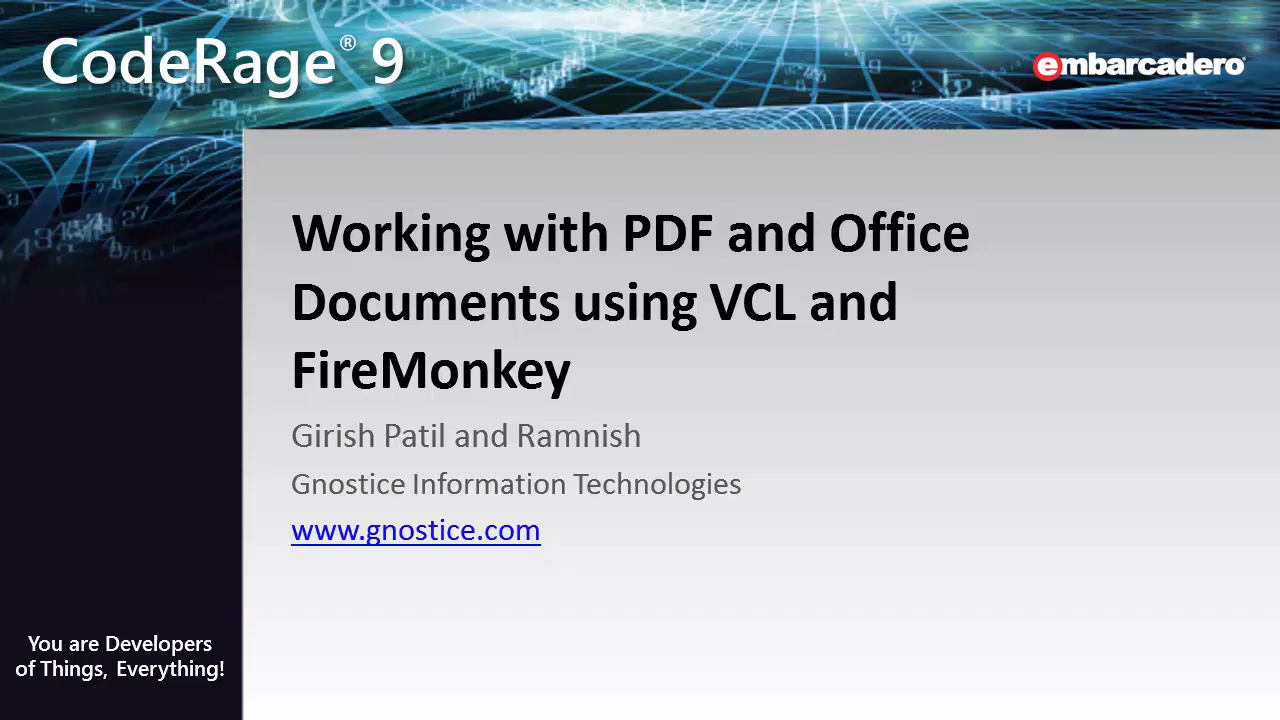 CodeRage® 9
embarcadero®
Working with PDF and Office
Documents using VCL and
FireMonkey
Girish Patil and Ramnish
Gnostice Information Technologies
www.gnostice.com
You are Developers
of Things, Everything!